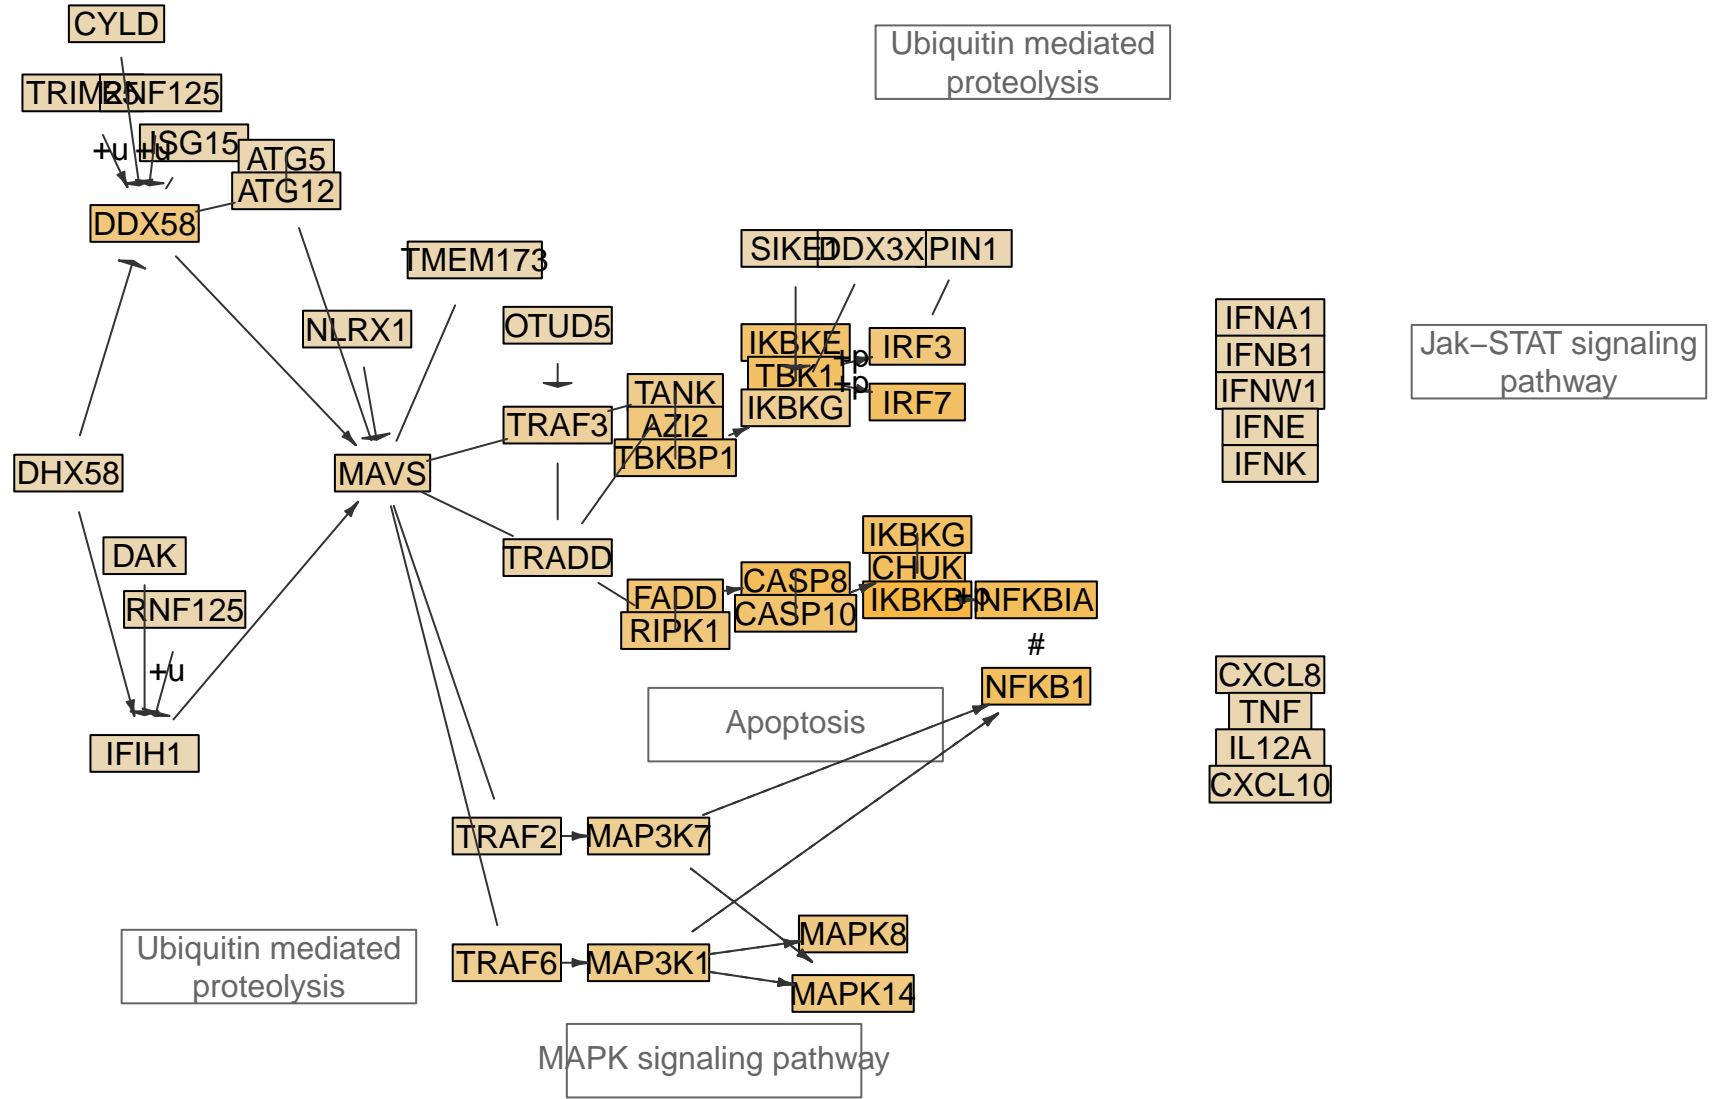 CYLD
Ubiquitin mediated
proteolysis
TRIM25
RNF125
+u
+u
ISG15
ATG5
ATG12
DDX58
TMEM173
SIKE1
DDX3X
PIN1
NLRX1
OTUD5
IKBKE
+p
IRF3
TBK1
+p
IKBKG
IRF7
IFNA1
IFNB1
IFNW1
IFNE
IFNK
Jak−STAT signaling
pathway
TRAF3
TANK
AZI2
TBKBP1
DHX58
MAVS
DAK
RNF125
+u
IFIH1
TRADD
FADD
RIPK1
CASP8
CASP10
IKBKG
CHUK
IKBKB
+p
NFKBIA
#
NFKB1
Apoptosis
CXCL8
TNF
IL12A
CXCL10
TRAF2
MAP3K7
TRAF6
MAP3K1
MAPK8
MAPK14
Ubiquitin mediated
proteolysis
MAPK signaling pathway